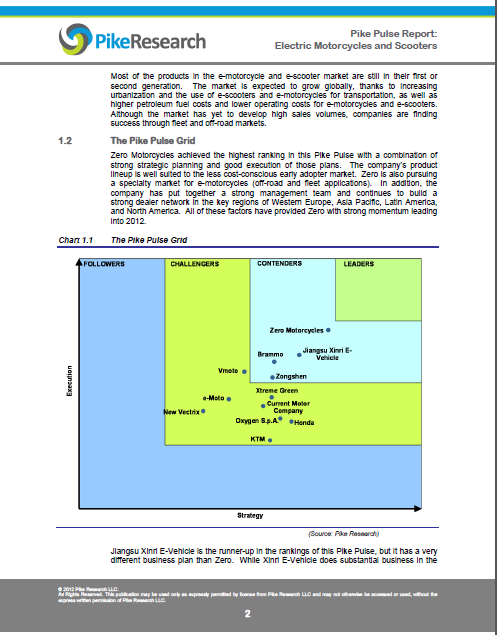 PikeResearch
Pike Pulse Report:
Electric Motorcycles and Scooters
Most of the products in the e-motorcycle and e-scooter market are still in their first or
second generation. The market is expected to grow globally, thanks to increasing
urbanization and the use of e-scooters and e-motorcycles for transportation, as well as
higher petroleum fuel costs and lower operating costs for e-motorcycles and e-scooters.
Although the market has yet to develop high sales volumes, companies are finding
success through fleet and off-road markets.
1.2 The Pike Pulse Grid
Zero Motorcycles achieved the highest ranking in this Pike Pulse with a combination of
strong strategic planning and good execution of those plans. The company's product
lineup is well suited to the less cost-conscious early adopter market. Zero is also pursuing
a specialty market for e-motorcycles (off-road and fleet applications). In addition, the
company has put together a strong management team and continues to build a
strong dealer network in the key regions of Western Europe, Asia Pacific, Latin America,
and North America. All of these factors have provided Zero with strong momentum leading
into 2012.
Chart 1.1 The Pike Pulse Grid
FOLLOWERS CHALLENGERS CONTENDERS LEADERS
Zero Motorcycles
Brammo
Jiangsu Xinri E-
Vehicle
Vmoto
Zongshen
Xtreme Green
e-Moto
Current Motor
Company
New Vectrix
Oxygen S.p.A.
Honda
KTM
Execution
Strategy
(Source: Pike Research)
Jiangsu Xinri E-Vehicle is the runner-up in the rankings of this Pike Pulse, but it has a very
different business plan than Zero. While Xinri E-Vehicle does substantial business in the
© 2012 Pike Research LLC.
All Rights Reserved. This publication may be used only as expressly permitted by license from Pike Research LLC and may not otherwise be accessed or used, without the
express written permission of Pike Research LLC.
2